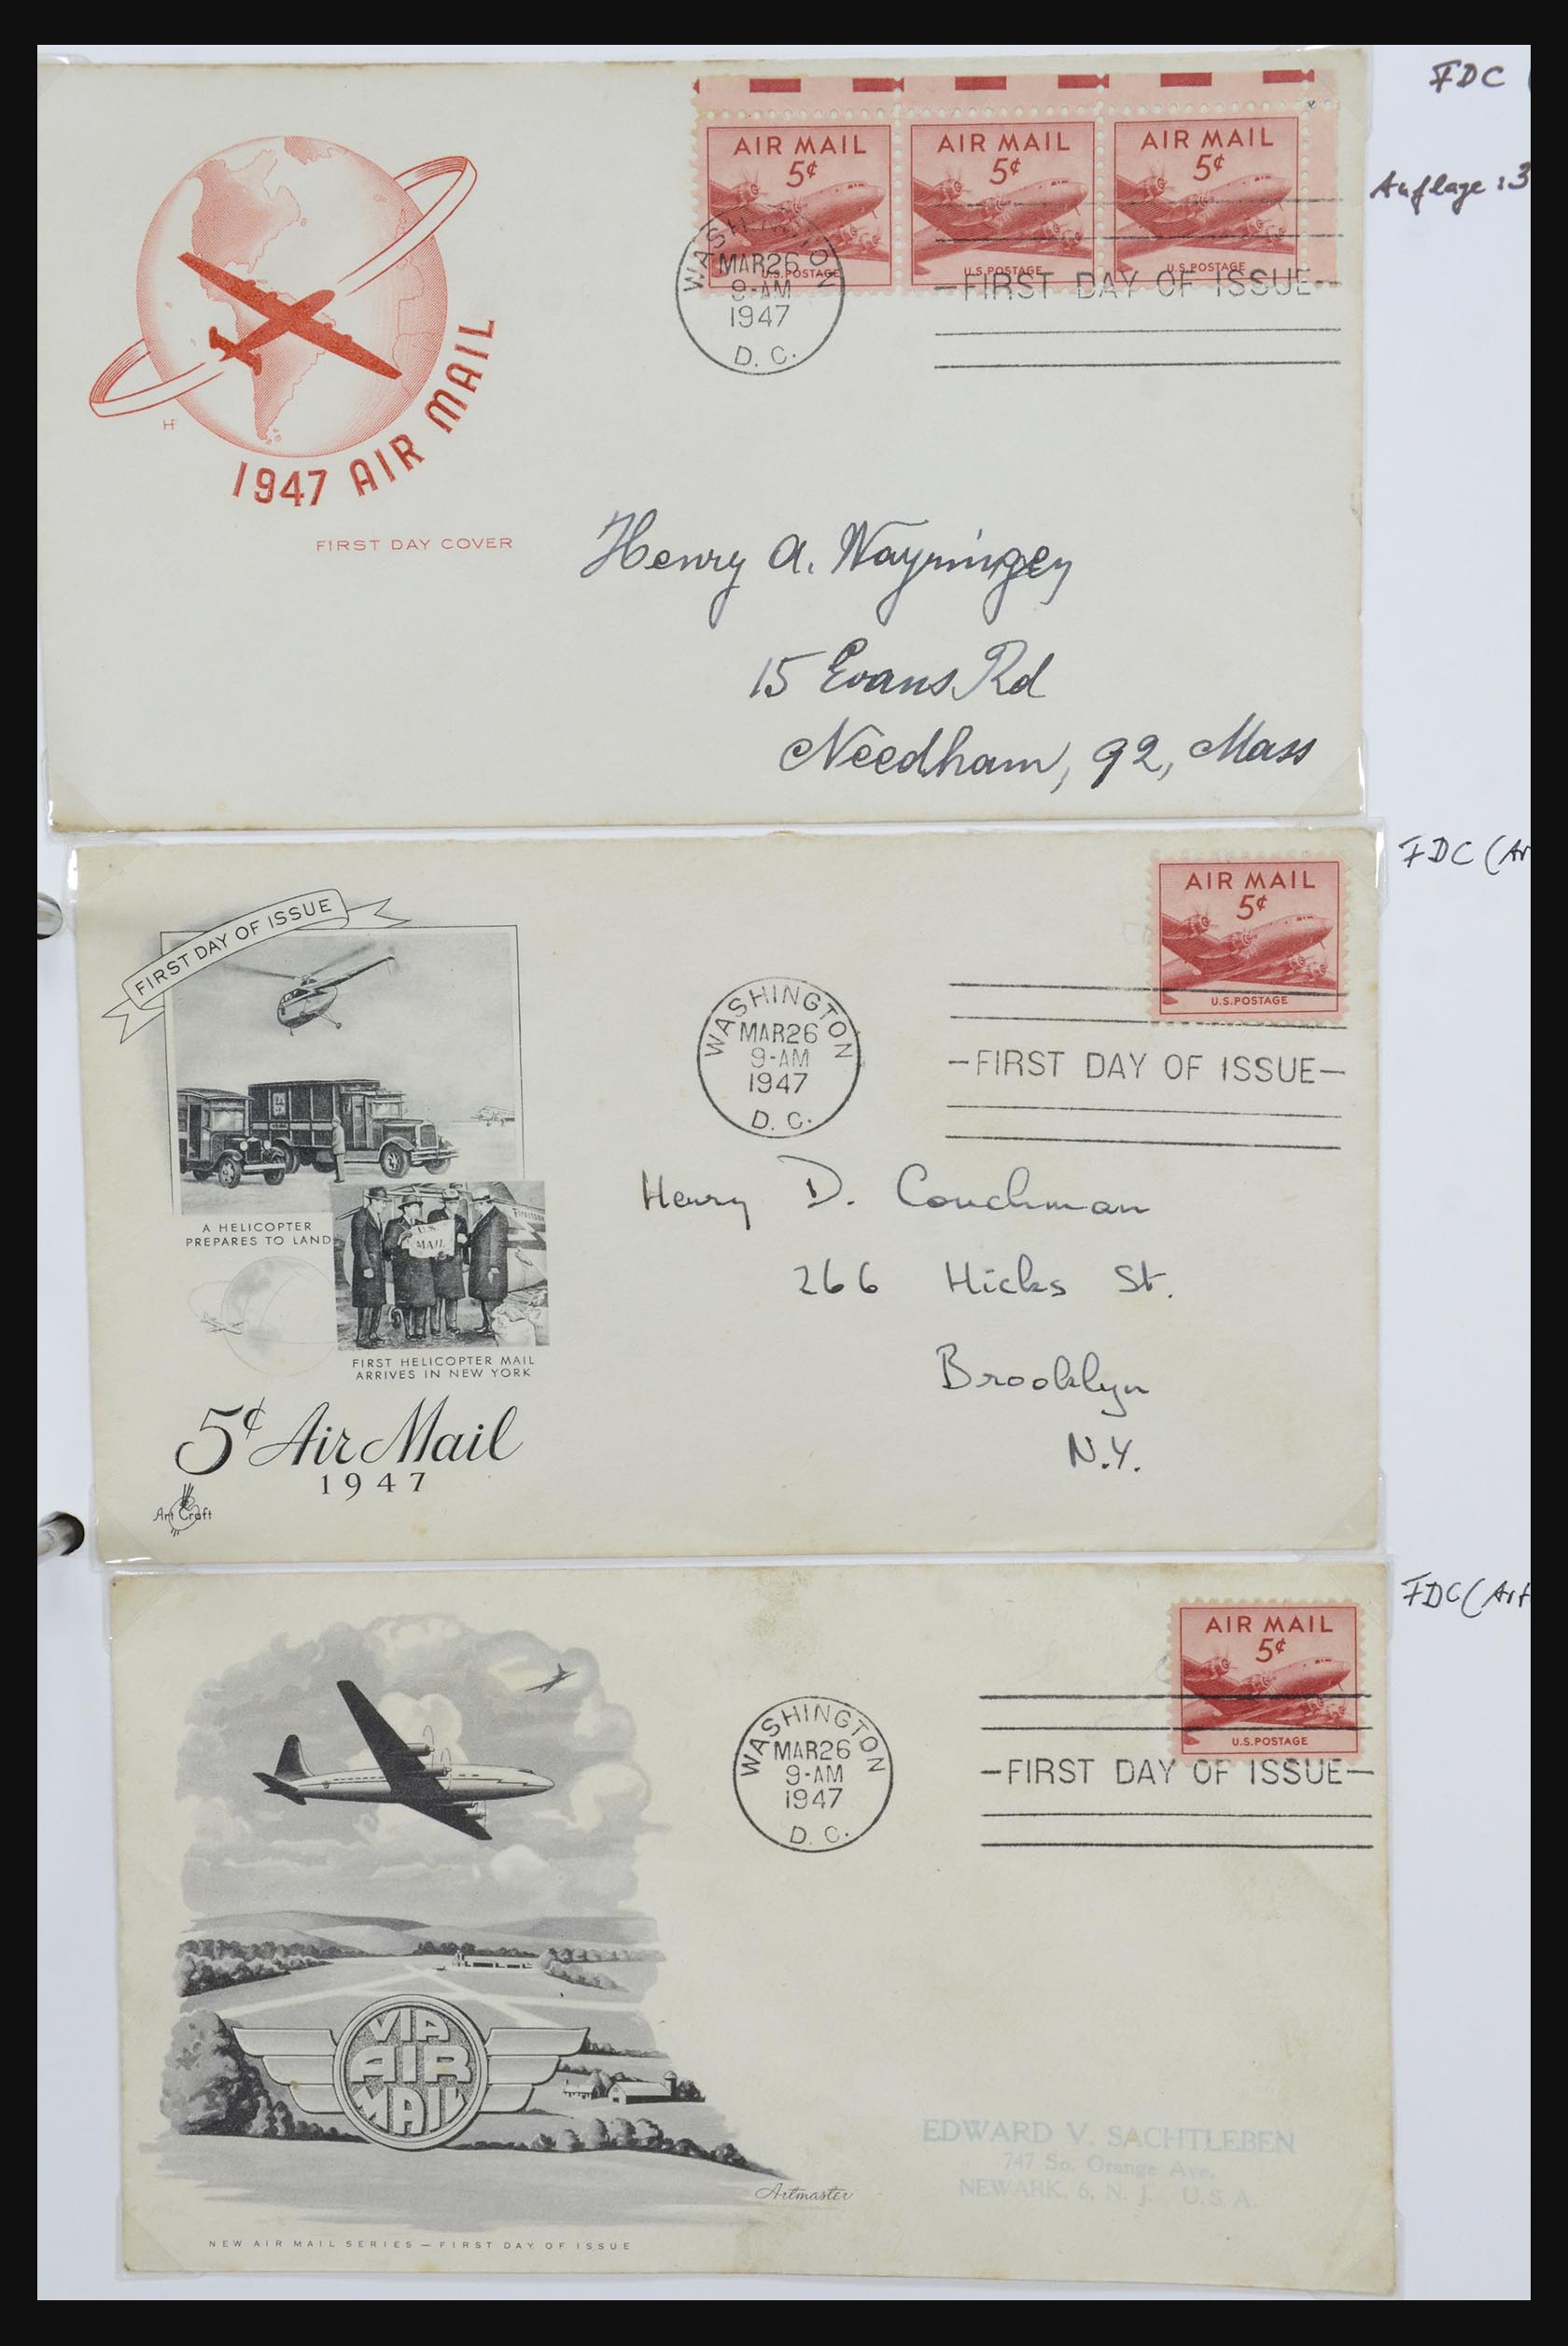 FDC (
Auflage : 3
AIR MAIL
5¢
U.S. POSTAGE
AIR MAIL
5¢
U.S. POSTAGE
AIR MAIL
5¢
U.S. POSTAGE
WASHINGTON
MAR 26
9-AM
1947
D. C.
—FIRST DAY OF ISSUE—
HF
1947 AIR MAIL
FIRST DAY COVER
Henry A.
15 Evans Rd
Needham, 92, Mass
FDC (Ar
AIR MAIL
5¢
U.S. POSTAGE
FIRST DAY OF ISSUE
WASHINGTON
MAR 26
9-AM
1947
D. C.
—FIRST DAY OF ISSUE—
U.S.
MAIL
A HELICOPTER
PREPARES TO LAND
FIRST HELICOPTER MAIL
ARRIVES IN NEW YORK
5¢ Air Mail
1947
Art Craft
Henry D. Couchman
266 Hicks St.
Brooklyn
N.Y.
FDC (Art
AIR MAIL
5¢
U.S. POSTAGE
WASHINGTON
MAR 26
9-AM
1947
D. C.
—FIRST DAY OF ISSUE—
VIA
AIR
MAIL
Artmaster
NEW AIR MAIL SERIES — FIRST DAY OF ISSUE
EDWARD V. SACHTLEBEN
747 So. Orange Ave.
NEWARK, 6, N. J. U. S. A.